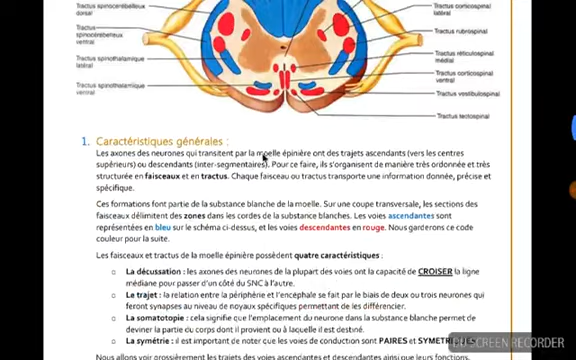 Tractus spinocérébelleux
dorsal
Tractus
spinocérébelleux
ventral
Tractus spinothalamique
latéral
Tractus spinothalamique
ventral
Tractus corticospinal
latéral
Tractus rubrospinal
Tractus réticulospinal
médial
Tractus corticospinal
ventral
Tractus vestibulospinal
Tractus tectospinal
1. Caractéristiques générales :
Les axones des neurones qui transitent par la moelle épinière ont des trajets ascendants (vers les centres
supérieurs) ou descendants (inter-segmentaires). Pour ce faire, ils s'organisent de manière très ordonnée et très
structurée en faisceaux et en tractus. Chaque faisceau ou tractus transporte une information donnée, précise et
spécifique.
Ces formations font partie de la substance blanche de la moelle. Sur une coupe transversale, les sections des
faisceaux délimitent des zones dans les cordes de la substance blanches. Les voies ascendantes sont
représentées en bleu sur le schéma ci-dessus, et les voies descendantes en rouge. Nous garderons ce code
couleur pour la suite.
Les faisceaux et tractus de la moelle épinière possèdent quatre caractéristiques :
o La décussation : les axones des neurones de la plupart des voies ont la capacité de CROISER la ligne
médiane pour passer d'un côté du SNC à l'autre.
o Le trajet : la relation entre la périphérie et l'encéphale se fait par le biais de deux ou trois neurones qui
feront synapses au niveau de noyaux spécifiques permettant de les différencier.
o La somatotopie : cela signifie que l'emplacement du neurone dans la substance blanche permet de
deviner la partie du corps dont il provient ou à laquelle il est destiné.
o La symétrie : il est important de noter que les voies de conduction sont PAIRES et SYMETRIQUES.
Nous allons voir grossièrement les trajets des voies ascendantes et descendantes ainsi que leurs fonctions.
DU SCREEN RECORDER